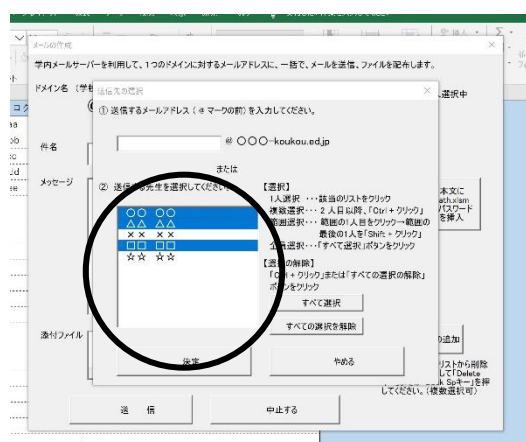 メールの作成
学内メールサーバーを利用して、1つのドメインに対するメールアドレスに、一括で、メールを送信、ファイルを配布します。
ドメイン名
選択中
送信先の選択
① 送信するメールアドレス（＠マークの前）を入力してください。
@ 〇〇〇-koukou.ed.jp
または
件名
メッセージ
② 送信する先生を選択してください
〇〇 〇〇
△△ △△
×× ××
□□ □□
☆☆ ☆☆
【選択】
1人選択 ・・・該当のリストをクリック
複数選択・・・2人目以降、「Ctrl + クリック」
範囲選択・・・範囲の1人目をクリック→範囲の
最後の1人を「Shift + クリック」
全員選択・・・「すべて選択」ボタンをクリック
【選択の解除】
「Ctrl + クリック」または「すべての選択の解除」
ボタンをクリック
すべて選択
すべての選択を解除
決定
やめる
本文に
パスワード
を挿入
添付ファイル
の追加
リストから削除
して「Delete
Spキー」を押
してください。（複数選択可）
送　信
中止する